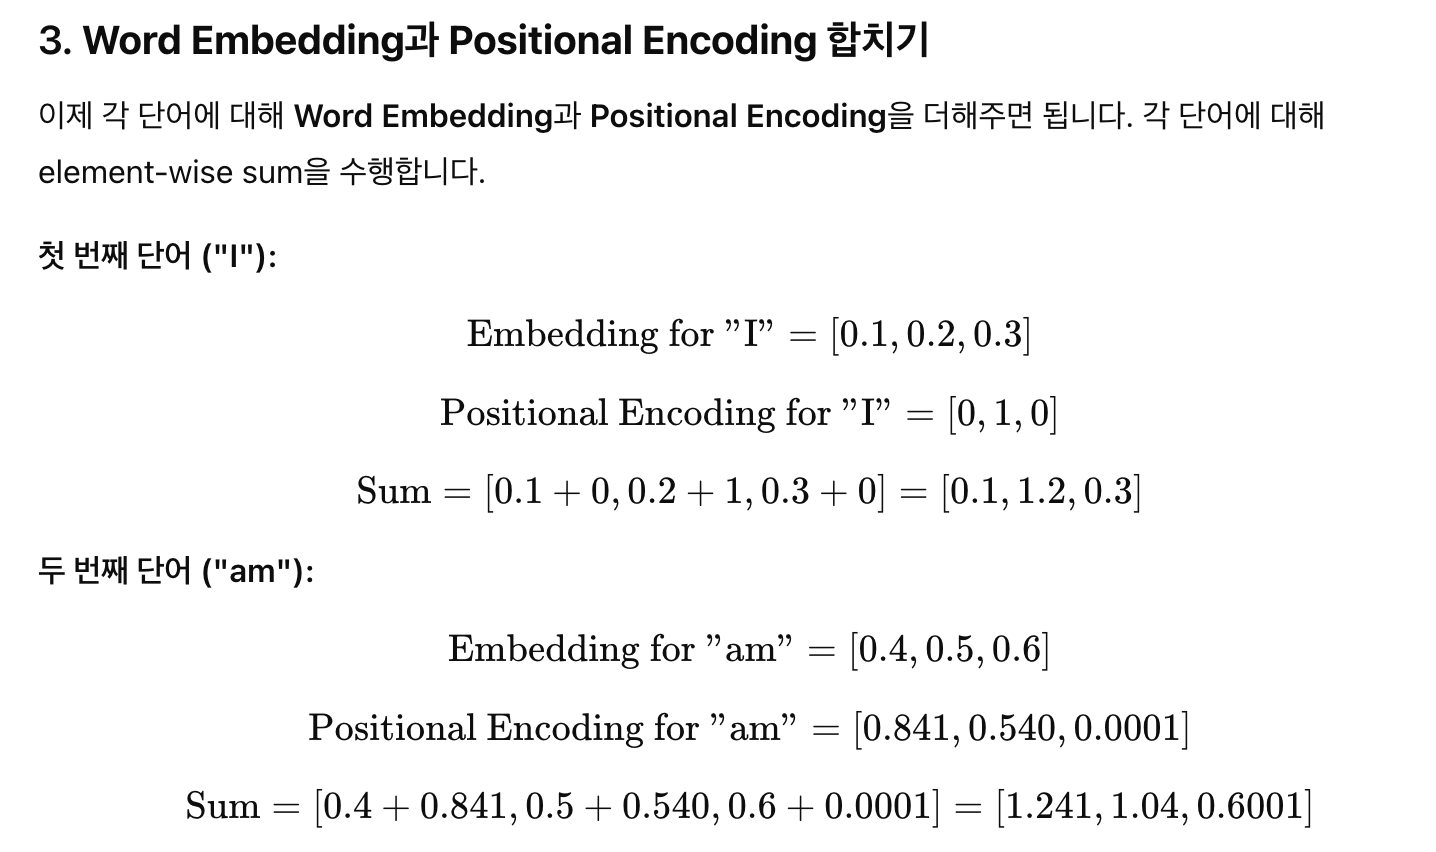 3. Word Embedding과 Positional Encoding 합치기
이제 각 단어에 대해 Word Embedding과 Positional Encoding을 더해주면 됩니다. 각 단어에 대해
element-wise sum을 수행합니다.
첫 번째 단어 ("I"):
Embedding for ”I” = [0.1, 0.2, 0.3]
Positional Encoding for ”I” = [0, 1, 0]
Sum = [0.1 + 0, 0.2 + 1, 0.3 + 0] = [0.1, 1.2, 0.3]
두 번째 단어 ("am"):
Embedding for ”am” = [0.4, 0.5, 0.6]
Positional Encoding for ”am” = [0.841, 0.540, 0.0001]
Sum = [0.4 + 0.841, 0.5 + 0.540, 0.6 + 0.0001] = [1.241, 1.04, 0.6001]